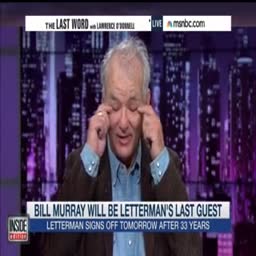 THE LAST WORD WITH LAWRENCE O'DONNELL
LIVE
msnbc.com
BILL MURRAY WILL BE LETTERMAN'S LAST GUEST
LETTERMAN SIGNS OFF TOMORROW AFTER 33 YEARS
INSIDE
EDITION